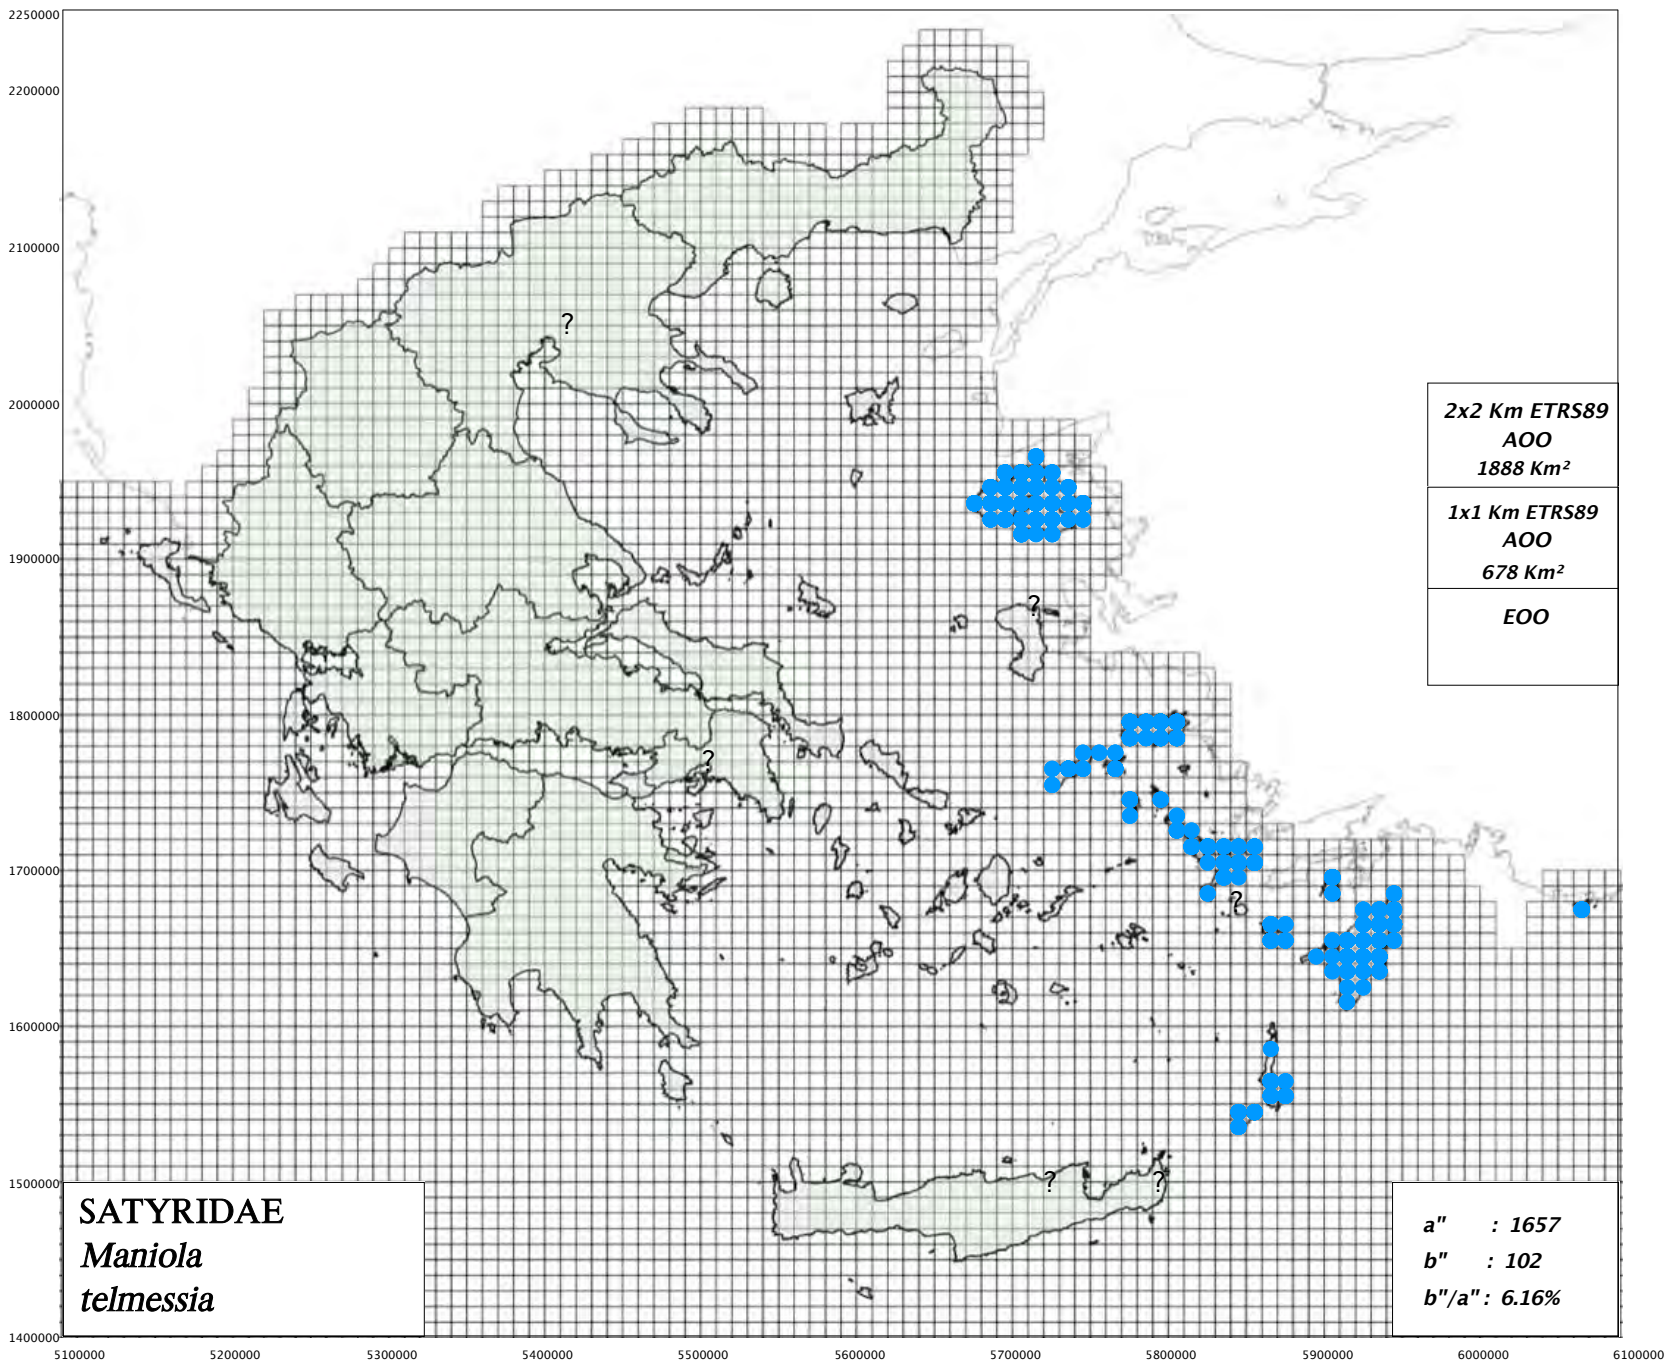 2250000
2200000
2100000
2000000
1900000
1800000
1700000
1600000
1500000
1400000
?
?
?
?
?
?
2x2 Km ETRS89
AOO
1888 Km²
1x1 Km ETRS89
AOO
678 Km²
EOO
SATYRIDAE
Maniola
telmessia
a" : 1657
b" : 102
b"/a" : 6.16%
5100000 5200000 5300000 5400000 5500000 5600000 5700000 5800000 5900000 6000000 6100000